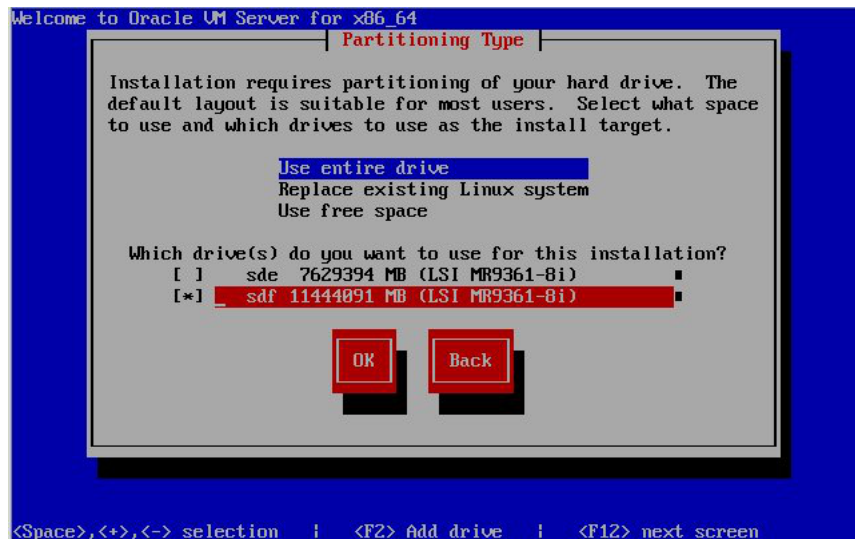 Welcome to Oracle VM Server for x86_64
Partitioning Type
Installation requires partitioning of your hard drive.  The
default layout is suitable for most users.  Select what space
to use and which drives to use as the install target.
Use entire drive
Replace existing Linux system
Use free space
Which drive(s) do you want to use for this installation?
[ ]   sde  7629394 MB (LSI MR9361-8i)
[*] _ sdf 11444091 MB (LSI MR9361-8i)
OK Back
<Space>,<+>,<-> selection   |   <F2> Add drive   |   <F12> next screen